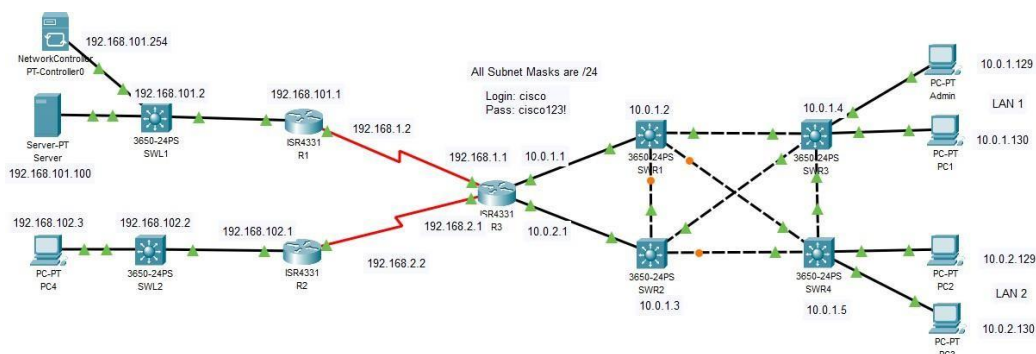 192.168.101.254
NetworkController
PT-Controller0
192.168.101.2
3650-24PS
SWL1
Server-PT
Server
192.168.101.100
192.168.101.1
ISR4331
R1
192.168.1.2
All Subnet Masks are /24
Login: cisco
Pass: cisco123!
192.168.1.1
10.0.1.1
ISR4331
R3
192.168.2.1
10.0.2.1
192.168.102.3
PC-PT
PC4
192.168.102.2
3650-24PS
SWL2
192.168.102.1
ISR4331
R2
192.168.2.2
10.0.1.2
3650-24PS
SWR1
10.0.1.4
3650-24PS
SWR3
3650-24PS
SWR2
10.0.1.3
3650-24PS
SWR4
10.0.1.5
PC-PT
Admin
10.0.1.129
LAN 1
PC-PT
PC1
10.0.1.130
PC-PT
PC2
10.0.2.129
LAN 2
PC-PT
10.0.2.130